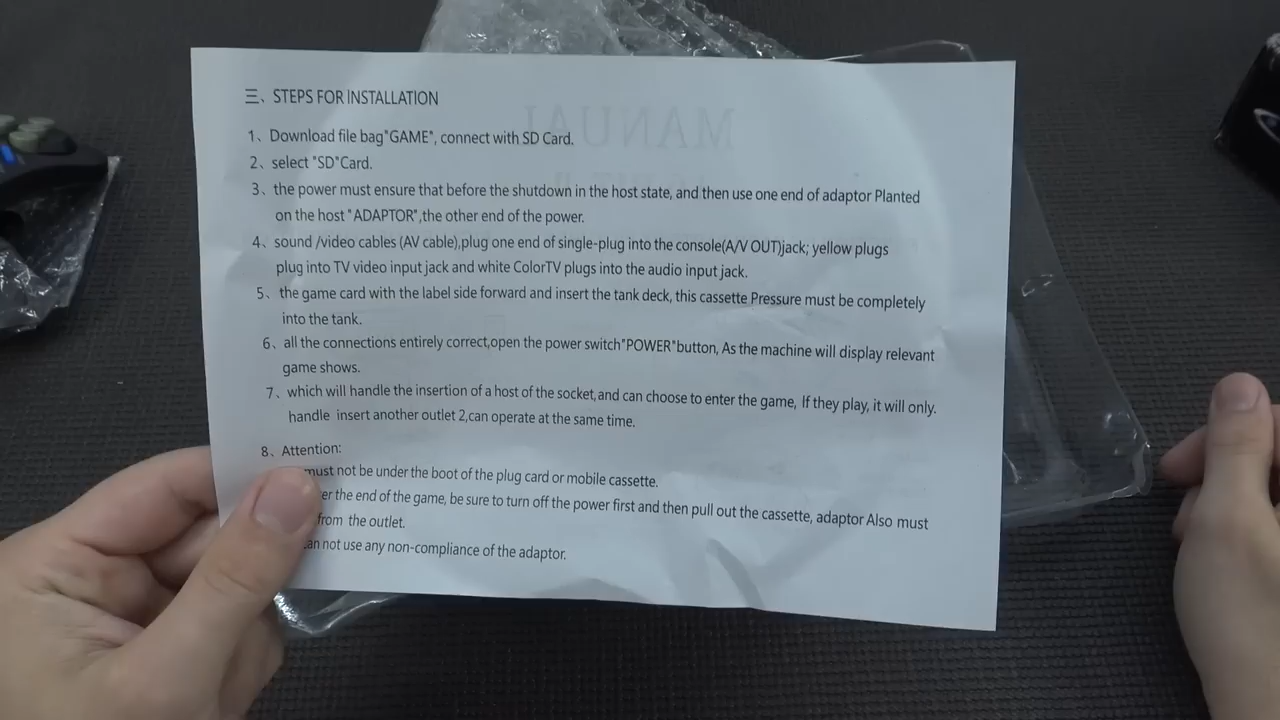 三、STEPS FOR INSTALLATION
1、Download file bag"GAME", connect with SD Card.
2、select "SD"Card.
3、the power must ensure that before the shutdown in the host state, and then use one end of adaptor Planted
on the host "ADAPTOR",the other end of the power.
4、sound /video cables (AV cable),plug one end of single-plug into the console(A/V OUT)jack; yellow plugs
plug into TV video input jack and white ColorTV plugs into the audio input jack.
5、the game card with the label side forward and insert the tank deck, this cassette Pressure must be completely
into the tank.
6、all the connections entirely correct,open the power switch"POWER"button, As the machine will display relevant
game shows.
7、which will handle the insertion of a host of the socket,and can choose to enter the game, If they play, it will only.
handle insert another outlet 2,can operate at the same time.
8、Attention:
must not be under the boot of the plug card or mobile cassette.
the end of the game, be sure to turn off the power first and then pull out the cassette, adaptor Also must
from the outlet.
not use any non-compliance of the adaptor.
MANUAL